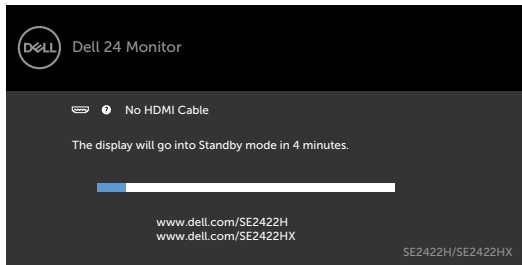 DELL
Dell 24 Monitor
? No HDMI Cable
The display will go into Standby mode in 4 minutes.
www.dell.com/SE2422H
www.dell.com/SE2422HX
SE2422H/SE2422HX